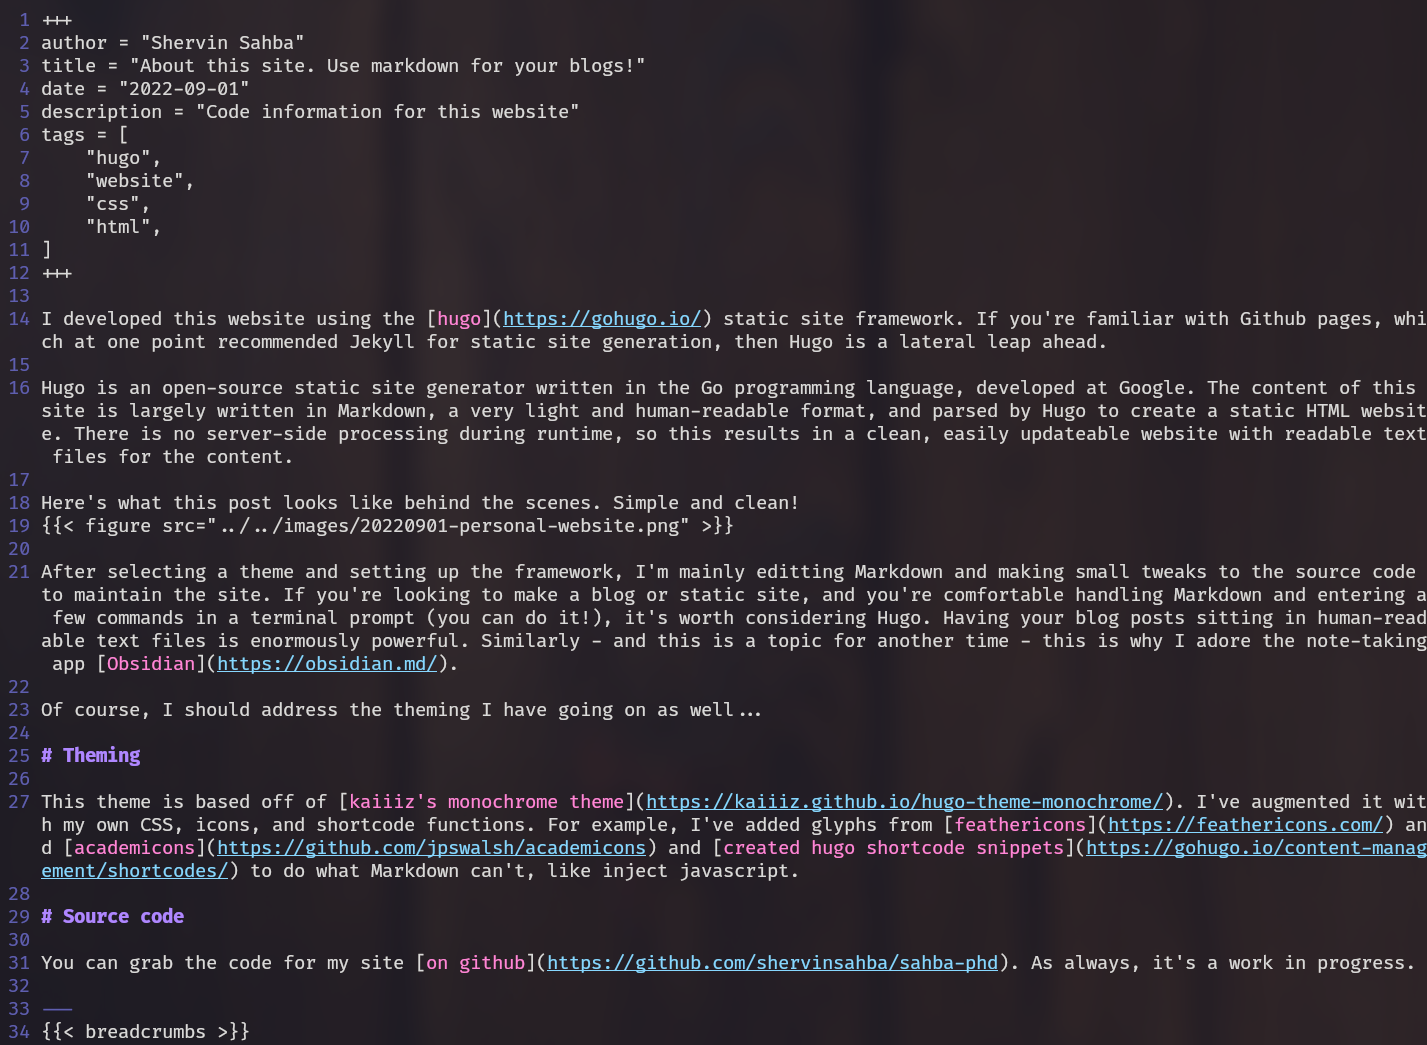 1 +++
2 author = "Shervin Sahba"
3 title = "About this site. Use markdown for your blogs!"
4 date = "2022-09-01"
5 description = "Code information for this website"
6 tags = [
7     "hugo",
8     "website",
9     "css",
10     "html",
11 ]
12 +++
13
14 I developed this website using the [hugo](https://gohugo.io/) static site framework. If you're familiar with Github pages, whi
ch at one point recommended Jekyll for static site generation, then Hugo is a lateral leap ahead.
15
16 Hugo is an open-source static site generator written in the Go programming language, developed at Google. The content of this
site is largely written in Markdown, a very light and human-readable format, and parsed by Hugo to create a static HTML websit
e. There is no server-side processing during runtime, so this results in a clean, easily updateable website with readable text
 files for the content.
17
18 Here's what this post looks like behind the scenes. Simple and clean!
19 {{< figure src="../../images/20220901-personal-website.png" >}}
20
21 After selecting a theme and setting up the framework, I'm mainly editting Markdown and making small tweaks to the source code
to maintain the site. If you're looking to make a blog or static site, and you're comfortable handling Markdown and entering a
 few commands in a terminal prompt (you can do it!), it's worth considering Hugo. Having your blog posts sitting in human-read
able text files is enormously powerful. Similarly - and this is a topic for another time - this is why I adore the note-taking
 app [Obsidian](https://obsidian.md/).
22
23 Of course, I should address the theming I have going on as well...
24
25 # Theming
26
27 This theme is based off of [kaiiiz's monochrome theme](https://kaiiiz.github.io/hugo-theme-monochrome/). I've augmented it wit
h my own CSS, icons, and shortcode functions. For example, I've added glyphs from [feathericons](https://feathericons.com/) an
d [academicons](https://github.com/jpswalsh/academicons) and [created hugo shortcode snippets](https://gohugo.io/content-manag
ement/shortcodes/) to do what Markdown can't, like inject javascript.
28
29 # Source code
30
31 You can grab the code for my site [on github](https://github.com/shervinsahba/sahba-phd). As always, it's a work in progress.
32
33 ---
34 {{< breadcrumbs >}}